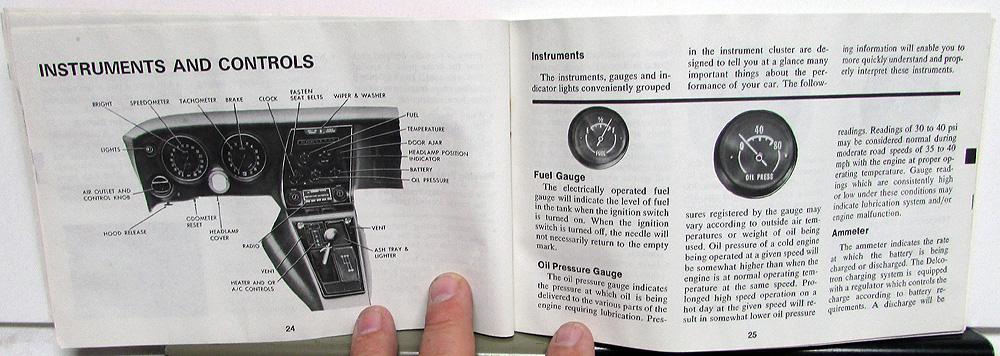 INSTRUMENTS AND CONTROLS
BRIGHT
SPEEDOMETER
TACHOMETER
BRAKE
CLOCK
FASTEN
SEAT BELTS
WIPER & WASHER
FUEL
TEMPERATURE
DOOR AJAR
HEADLAMP POSITION
INDICATOR
BATTERY
OIL PRESSURE
LIGHTS
AIR OUTLET AND
CONTROL KNOB
HOOD RELEASE
ODOMETER
RESET
HEADLAMP
COVER
RADIO
VENT
VENT
ASH TRAY &
LIGHTER
HEATER AND OR
A/C CONTROLS
24
Instruments
The instruments, gauges and in-
dicator lights conveniently grouped
in the instrument cluster are de-
signed to tell you at a glance many
important things about the per-
formance of your car. The follow-
ing information will enable you to
more quickly understand and prop-
erly interpret these instruments.
FUEL
Fuel Gauge
The electrically operated fuel
gauge will indicate the level of fuel
in the tank when the ignition switch
is turned on. When the ignition
switch is turned off, the needle will
not necessarily return to the empty
mark.
Oil Pressure Gauge
The oil pressure gauge indicates
the pressure at which oil is being
delivered to the various parts of the
engine requiring lubrication. Pres-
0 40 80
OIL PRESS
sures registered by the gauge may
vary according to outside air tem-
peratures or weight of oil being
used. Oil pressure of a cold engine
being operated at a given speed will
be somewhat higher than when the
engine is at normal operating tem-
perature at the same speed. Pro-
longed high speed operation on a
hot day at the given speed will re-
sult in somewhat lower oil pressure
readings. Readings of 30 to 40 psi
may be considered normal during
moderate road speeds of 35 to 40
mph with the engine at proper op-
erating temperature. Gauge read-
ings which are consistently high
or low under these conditions may
indicate lubrication system and/or
engine malfunction.
Ammeter
The ammeter indicates the rate
at which the battery is being
charged or discharged. The Delco-
tron charging system is equipped
with a regulator which controls the
charge according to battery re-
quirements. A discharge will be
25